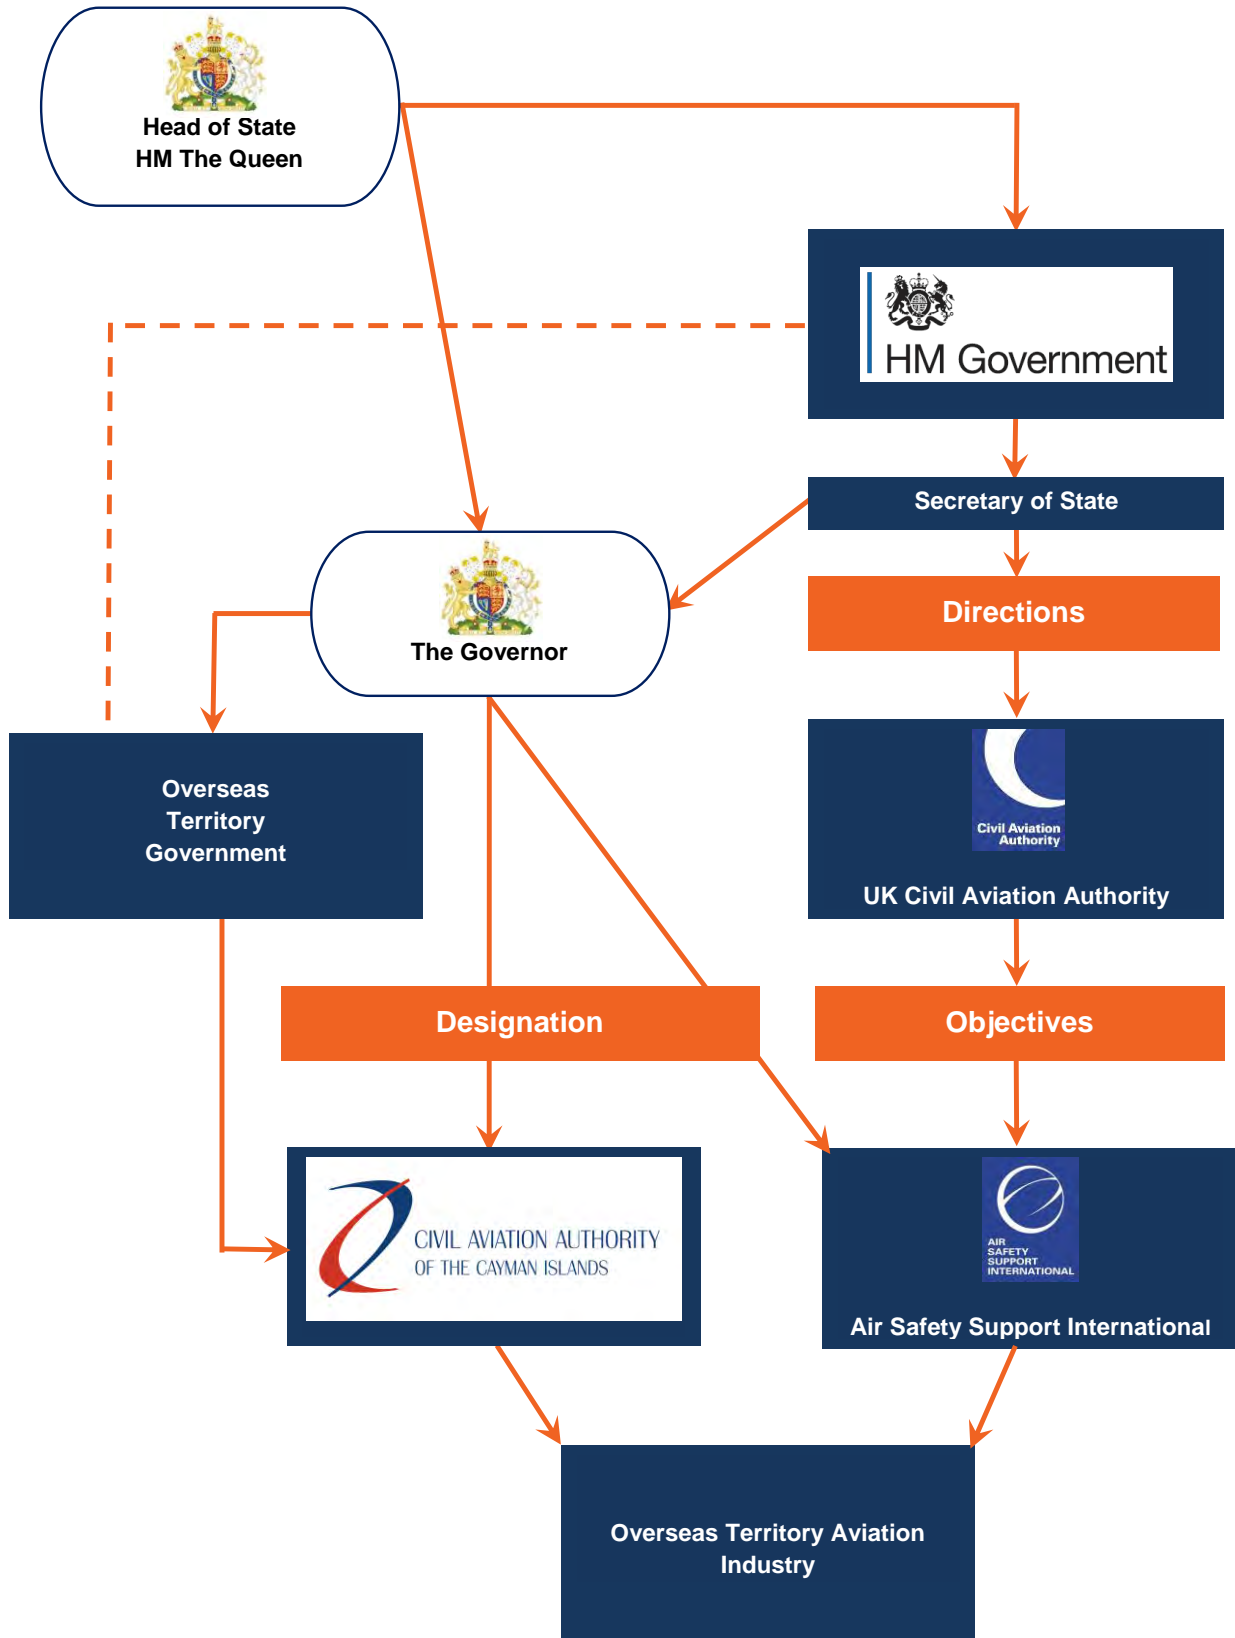 Head of State
HM The Queen
HM Government
Secretary of State
Directions
The Governor
Overseas
Territory
Government
Civil Aviation
Authority
UK Civil Aviation Authority
Designation
Objectives
CIVIL AVIATION AUTHORITY
OF THE CAYMAN ISLANDS
AIR
SAFETY
SUPPORT
INTERNATIONAL
Air Safety Support International
Overseas Territory Aviation
Industry